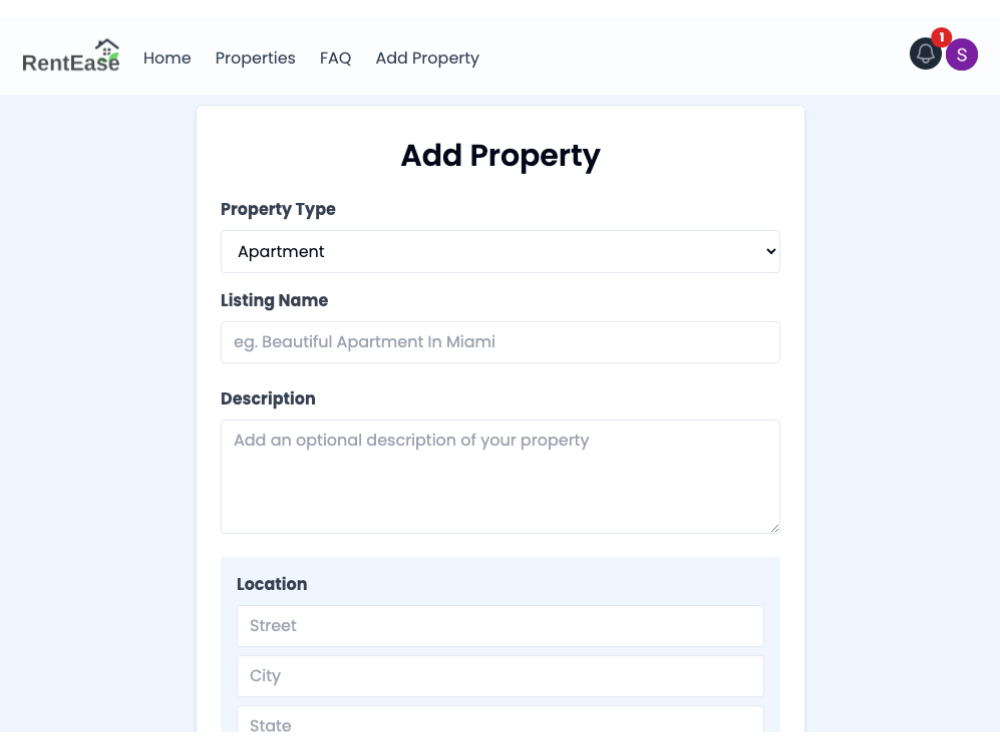 RentEase Home Properties FAQ Add Property 1 S
Add Property
Property Type
Apartment
Listing Name
eg. Beautiful Apartment In Miami
Description
Add an optional description of your property
Location
Street
City
State